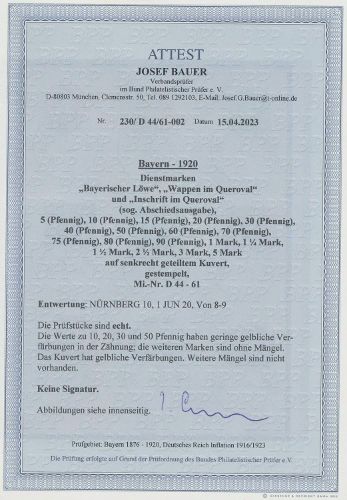 ATTEST
JOSEF BAUER
Verbandsprüfer
im Bund Philatelistischer Prüfer e.V.
D-80803 München, Clemensstr. 50, Tel. 089 1292103, E-Mail: Josef.G.Bauer@t-online.de
Nr. 230/ D 44/61-002 Datum 15.04.2023
Bayern - 1920
Dienstmarken
„Bayerischer Löwe“, „Wappen im Queroval“
und „Inschrift im Queroval“
(sog. Abschiedsausgabe),
5 (Pfennig), 10 (Pfennig), 15 (Pfennig), 20 (Pfennig), 30 (Pfennig),
40 (Pfennig), 50 (Pfennig), 60 (Pfennig), 70 (Pfennig),
75 (Pfennig), 80 (Pfennig), 90 (Pfennig), 1 Mark, 1 ¼ Mark,
1 ½ Mark, 2 ½ Mark, 3 Mark, 5 Mark
auf senkrecht geteiltem Kuvert,
gestempelt,
Mi.-Nr. D 44 - 61
Entwertung: NÜRNBERG 10, 1 JUN 20, Von 8-9
Die Prüfstücke sind echt.
Die Werte zu 10, 20, 30 und 50 Pfennig haben geringe gelbliche Ver-
färbungen in der Zähnung; die weiteren Marken sind ohne Mängel.
Das Kuvert hat gelbliche Verfärbungen. Weitere Mängel sind nicht
vorhanden.
Keine Signatur.
Abbildungen siehe innenseitig.
Prüfgebiet: Bayern 1876 - 1920, Deutsches Reich Inflation 1916/1923
Die Prüfung erfolgte auf Grund der Prüfordnung des Bundes Philatelistischer Prüfer e.V.